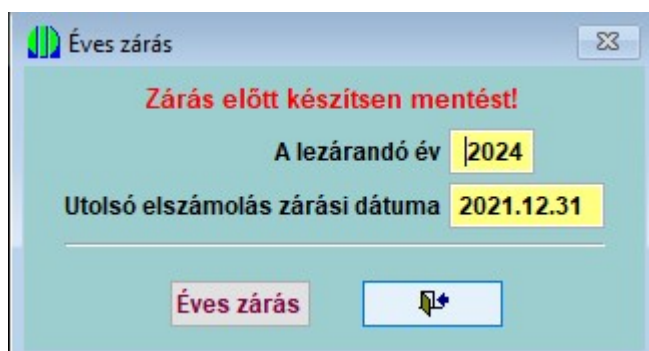 Éves zárás
Zárás előtt készítsen mentést!
A lezárandó év 2024
Utolsó elszámolás zárási dátuma 2021.12.31
Éves zárás